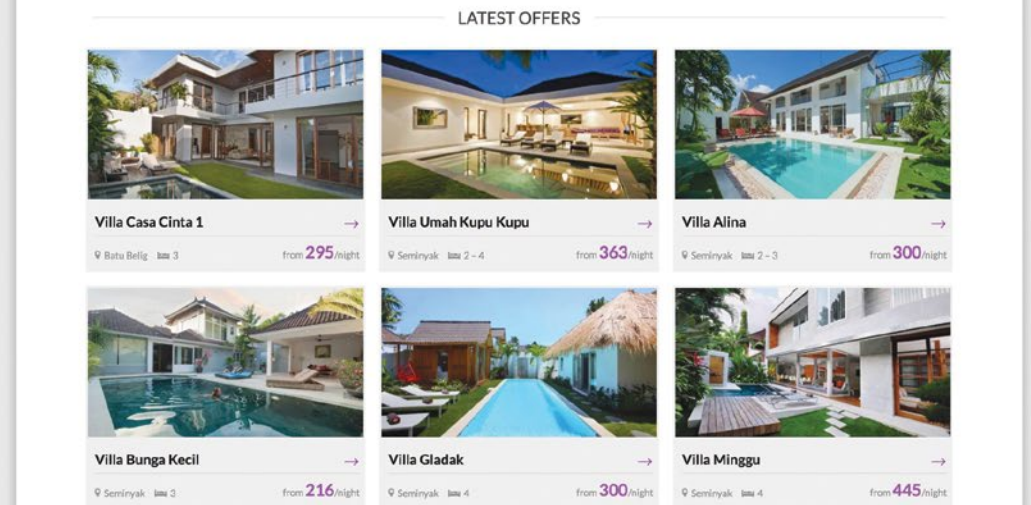 LATEST OFFERS
Villa Casa Cinta 1
Batu Belig 3 from 295/night
Villa Umah Kupu Kupu
Seminyak 2 - 4 from 363/night
Villa Alina
Seminyak 2 - 3 from 300/night
Villa Bunga Kecil
Seminyak 3 from 216/night
Villa Gladak
Seminyak 4 from 300/night
Villa Minggu
Seminyak 4 from 445/night